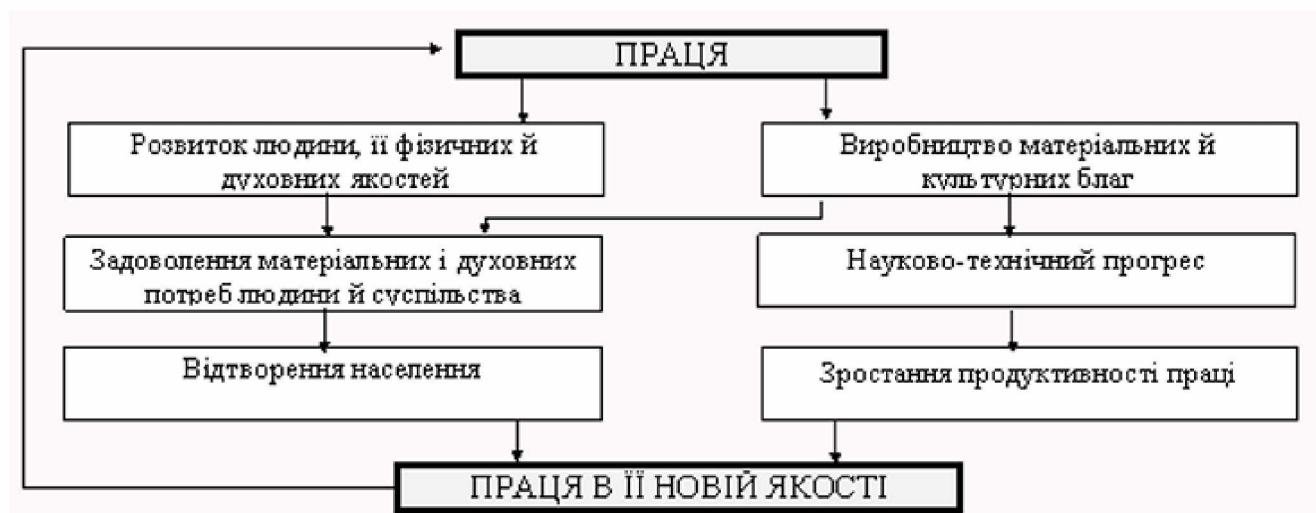 ПРАЦЯ
Розвиток людини, її фізичних й
духовних якостей
Виробництво матеріальних й
культурних благ
Задоволення матеріальних і духовних
потреб людини й суспільства
Науково-технічний прогрес
Відтворення населення
Зростання продуктивності праці
ПРАЦЯ В ЇЇ НОВІЙ ЯКОСТІ